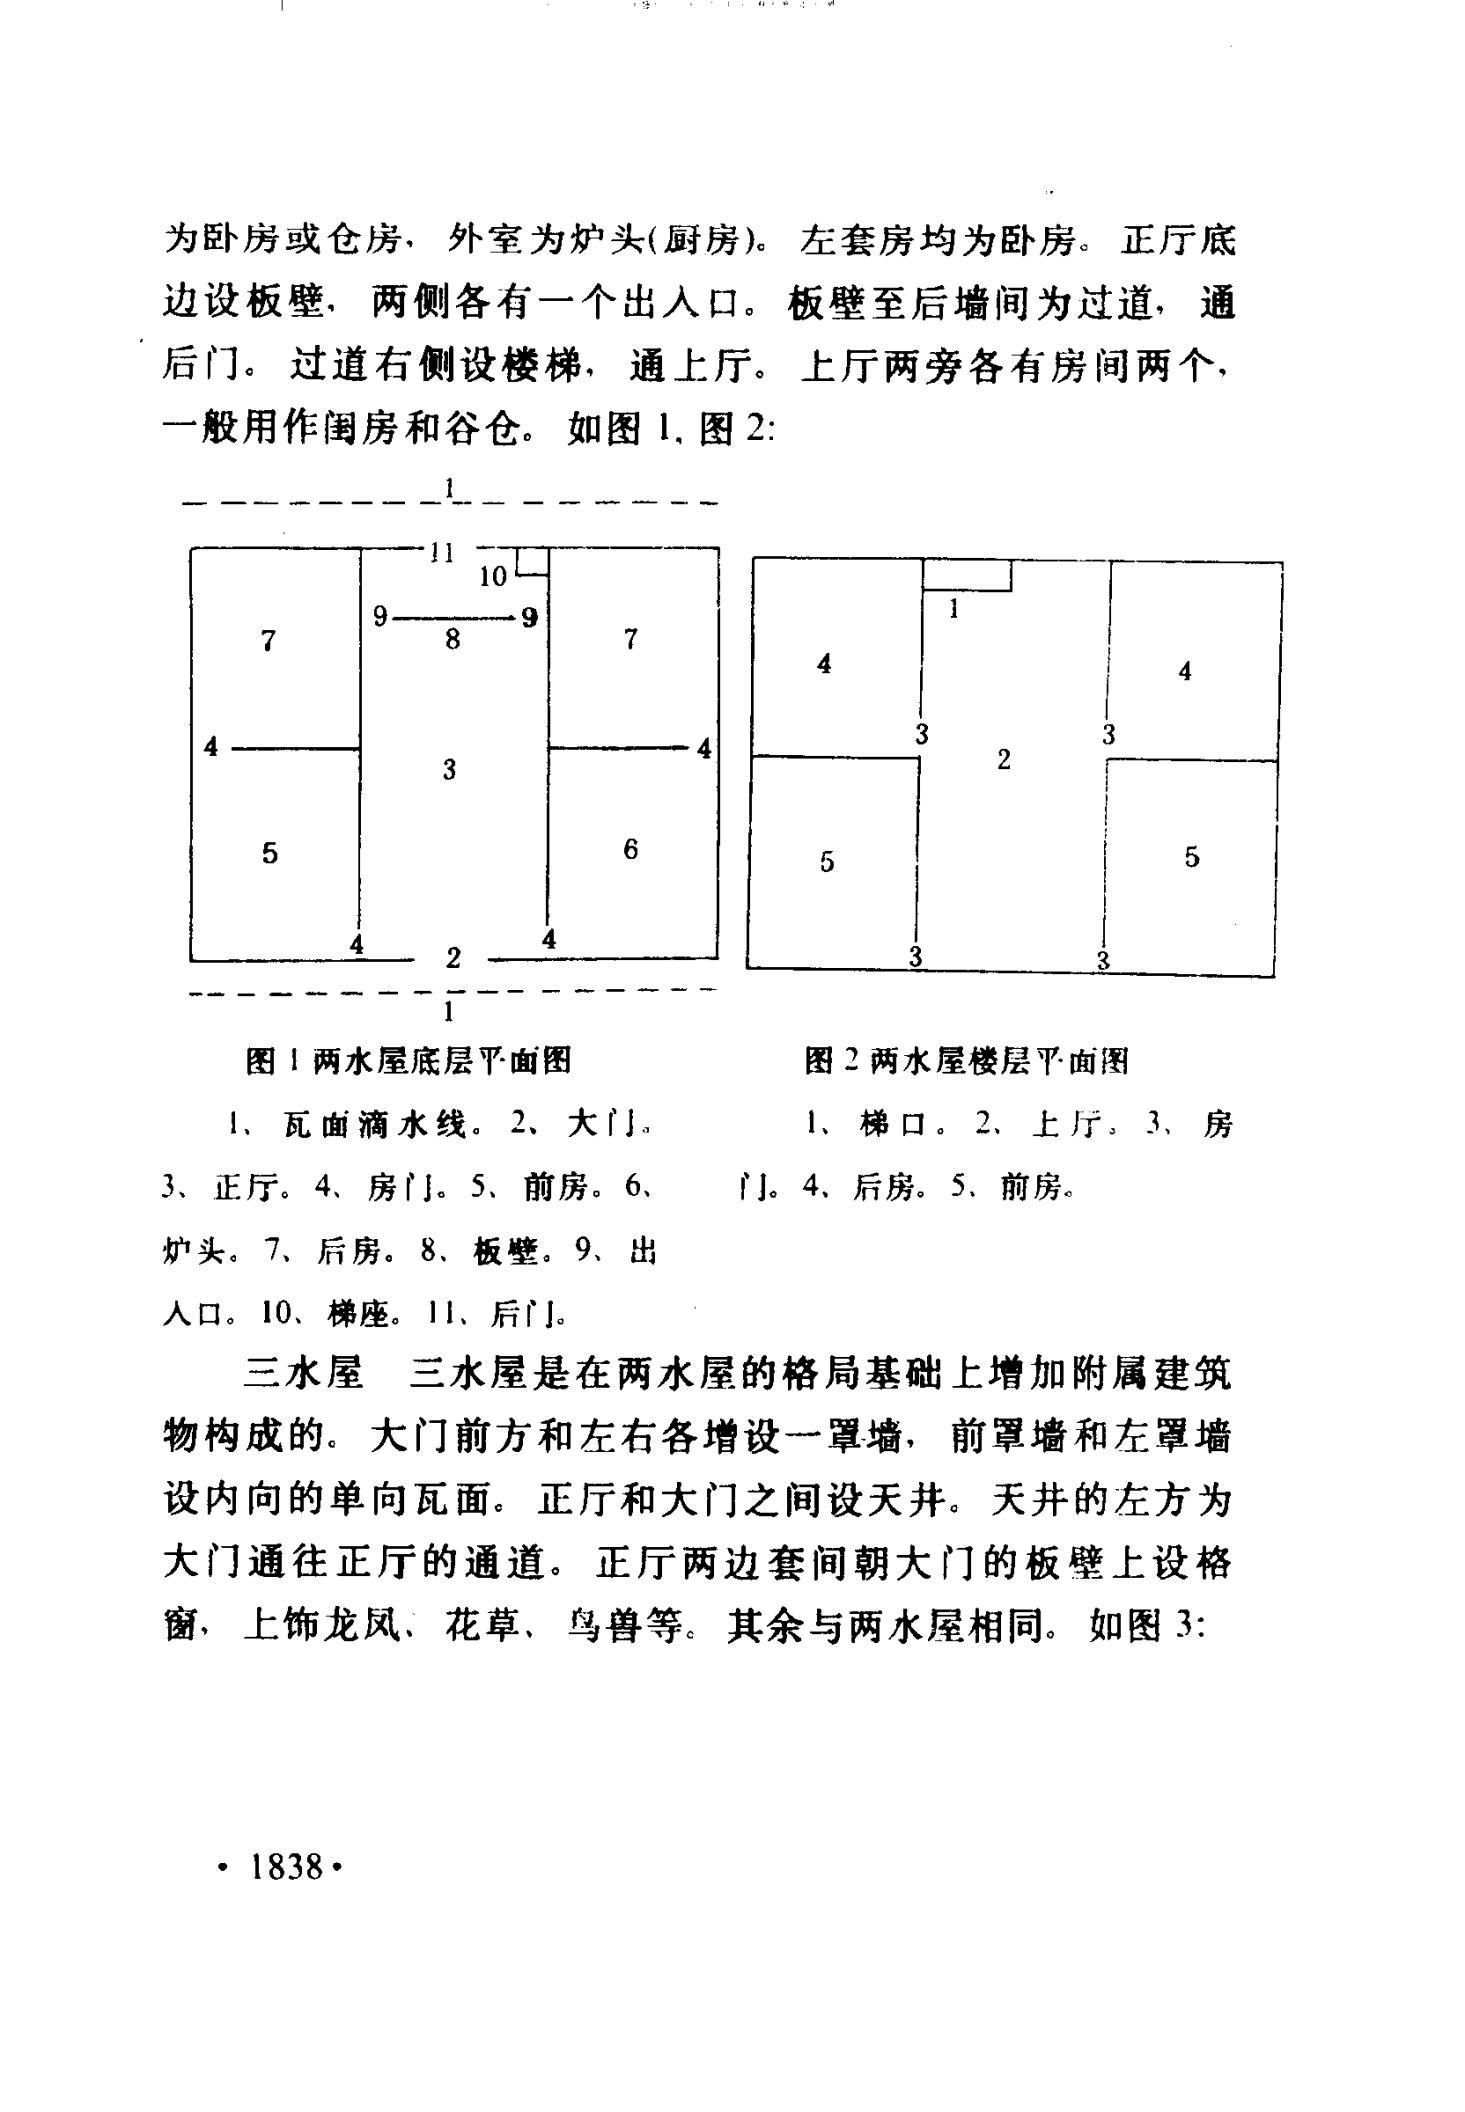 为卧房或仓房，外室为炉头(厨房)。左套房均为卧房。正厅底
边设板壁，两侧各有一个出入口。板壁至后墙间为过道，通
后门。过道右侧设楼梯，通上厅。上厅两旁各有房间两个，
一般用作闺房和谷仓。如图1，图2:
1
11
10
9 9
8
7 7
4 4
3
5 6
4 4
2
1
1
4 4
3 3
2
5 5
3 3
图1两水屋底层平面图
1、瓦面滴水线。2、大门。
3、正厅。4、房门。5、前房。6、
炉头。7、后房。8、板壁。9、出
入口。10、梯座。11、后门。
图2两水屋楼层平面图
1、梯口。2、上厅。3、房
门。4、后房。5、前房。
三水屋 三水屋是在两水屋的格局基础上增加附属建筑
物构成的。大门前方和左右各增设一罩墙，前罩墙和左罩墙
设内向的单向瓦面。正厅和大门之间设天井。天井的左方为
大门通往正厅的通道。正厅两边套间朝大门的板壁上设格
窗，上饰龙凤、花草、鸟兽等。其余与两水屋相同。如图3:
·1838·